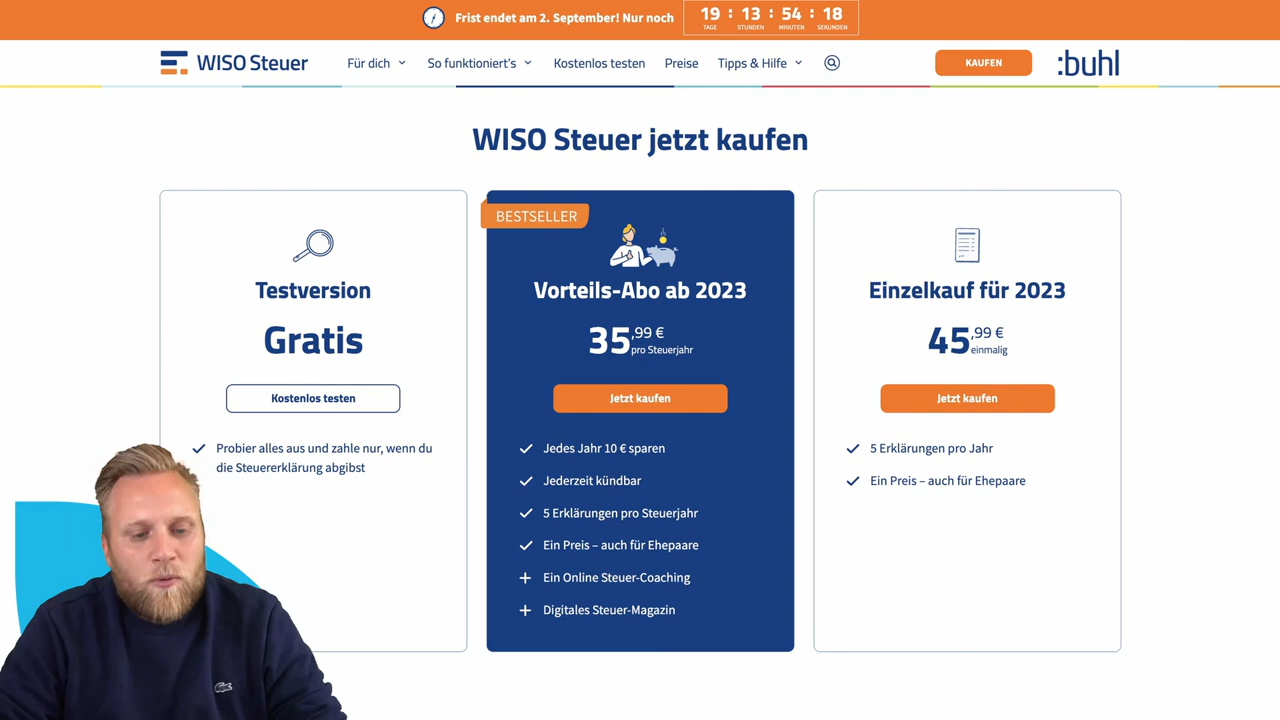 Frist endet am 2. September! Nur noch
19 : 13 : 54 : 18
TAGE STUNDEN MINUTEN SEKUNDEN
WISO Steuer
Für dich
So funktioniert's
Kostenlos testen
Preise
Tipps & Hilfe
KAUFEN
:buhl
WISO Steuer jetzt kaufen
Testversion
Gratis
Kostenlos testen
Probier alles aus und zahle nur, wenn du
die Steuererklärung abgibst
BESTSELLER
Vorteils-Abo ab 2023
35,99 €
pro Steuerjahr
Jetzt kaufen
Jedes Jahr 10 € sparen
Jederzeit kündbar
5 Erklärungen pro Steuerjahr
Ein Preis – auch für Ehepaare
Ein Online Steuer-Coaching
Digitales Steuer-Magazin
Einzelkauf für 2023
45,99 €
einmalig
Jetzt kaufen
5 Erklärungen pro Jahr
Ein Preis – auch für Ehepaare